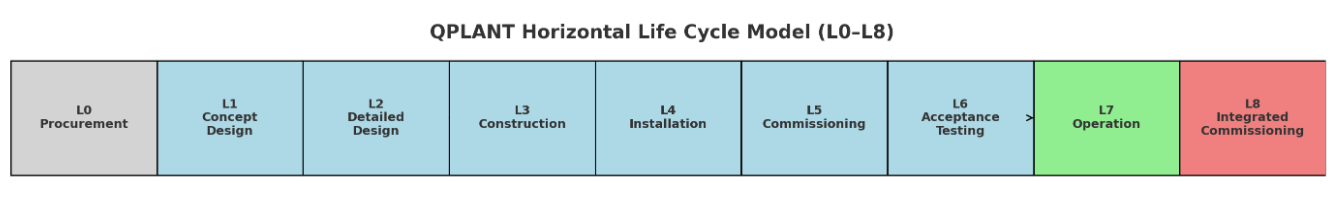 QPLANT Horizontal Life Cycle Model (L0–L8)
L0
Procurement
L1
Concept
Design
L2
Detailed
Design
L3
Construction
L4
Installation
L5
Commissioning
L6
Acceptance
Testing
L7
Operation
L8
Integrated
Commissioning